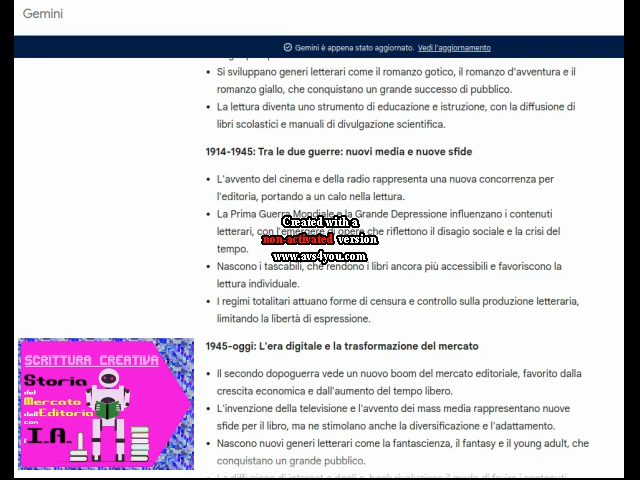 Gemini
Gemini è appena stato aggiornato. Vedi l'aggiornamento
Si sviluppano generi letterari come il romanzo gotico, il romanzo d'avventura e il
romanzo giallo, che conquistano un grande successo di pubblico.
La lettura diventa uno strumento di educazione e istruzione, con la diffusione di
libri scolastici e manuali di divulgazione scientifica.
1914-1945: Tra le due guerre: nuovi media e nuove sfide
L'avvento del cinema e della radio rappresenta una nuova concorrenza per
l'editoria, portando a un calo nella lettura.
La Prima Guerra Mondiale e la Grande Depressione influenzano i contenuti
letterari, con l'emergere di opere che riflettono il disagio sociale e la crisi del
tempo.
Created with a
non-activated version
www.avs4you.com
Nascono i tascabili, che rendono i libri ancora più accessibili e favoriscono la
lettura individuale.
I regimi totalitari attuano forme di censura e controllo sulla produzione letteraria,
limitando la libertà di espressione.
1945-oggi: L'era digitale e la trasformazione del mercato
Il secondo dopoguerra vede un nuovo boom del mercato editoriale, favorito dalla
crescita economica e dall'aumento del tempo libero.
L'invenzione della televisione e l'avvento dei mass media rappresentano nuove
sfide per il libro, ma ne stimolano anche la diversificazione e l'adattamento.
Nascono nuovi generi letterari come la fantascienza, il fantasy e il young adult, che
conquistano un grande pubblico.
SCRITTURA CREATIVA
Storia
del
Mercato
dell'Editoria
con
l'I.A.